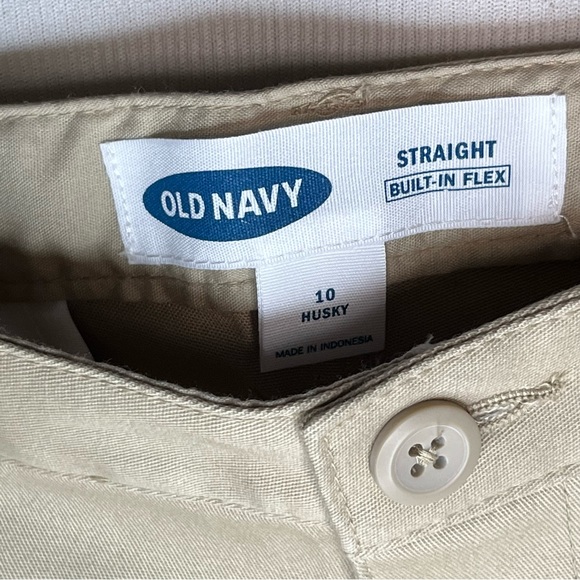 OLD NAVY
STRAIGHT
BUILT-IN FLEX
10
HUSKY
MADE IN INDONESIA